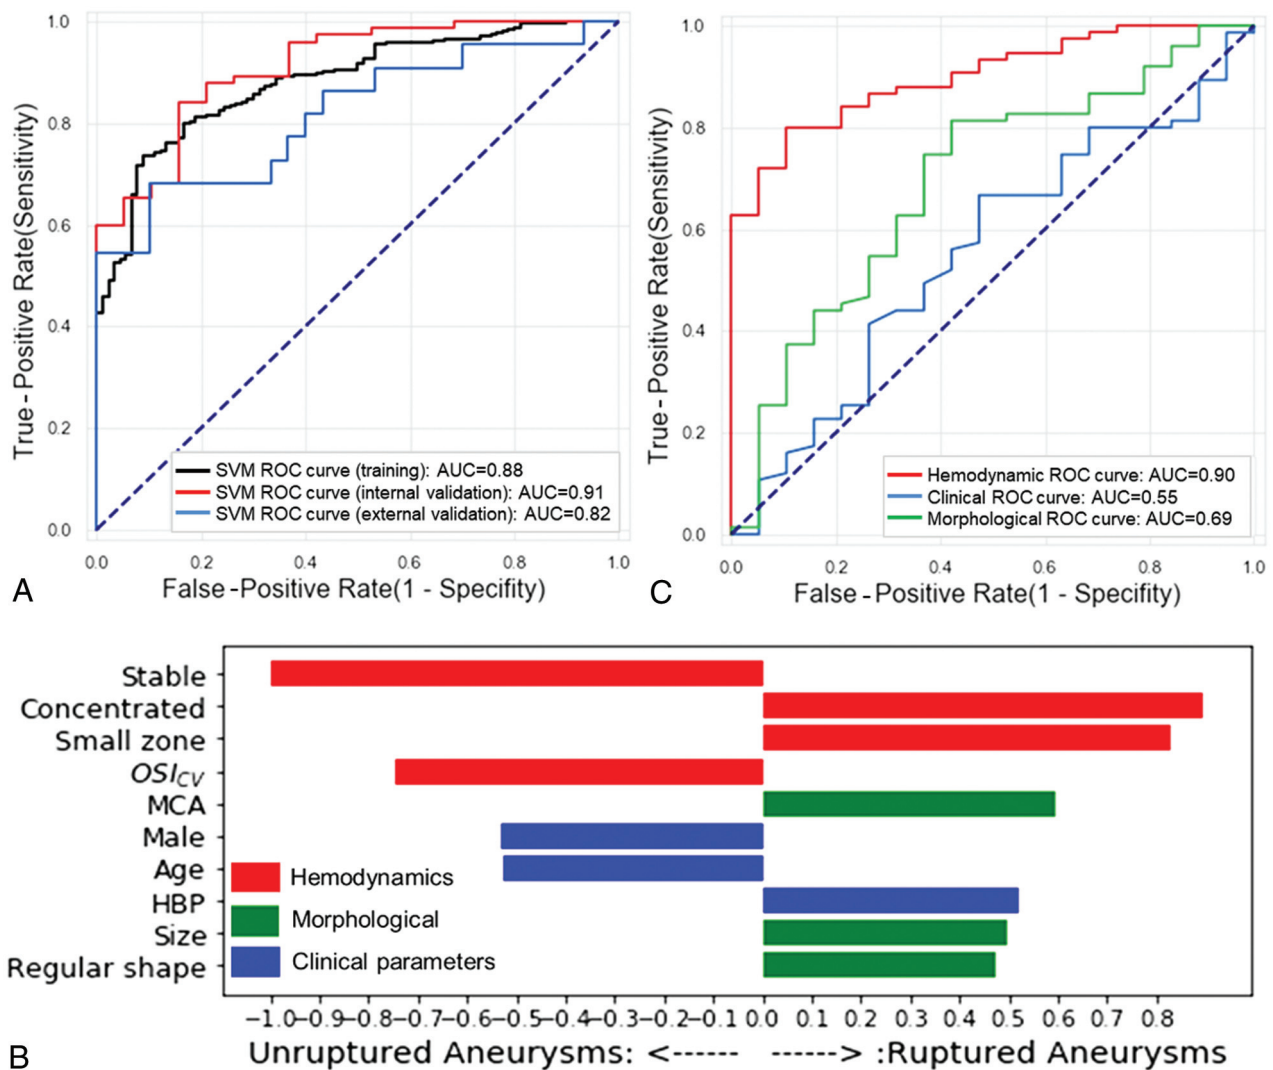 1.0
0.8
0.6
0.4
0.2
0.0
True-Positive Rate(Sensitivity)
SVM ROC curve (training): AUC=0.88
SVM ROC curve (internal validation): AUC=0.91
SVM ROC curve (external validation): AUC=0.82
0.0 0.2 0.4 0.6 0.8 1.0
False-Positive Rate(1 - Specifity)
A
1.0
0.8
0.6
0.4
0.2
0.0
True-Positive Rate(Sensitivity)
Hemodynamic ROC curve: AUC=0.90
Clinical ROC curve: AUC=0.55
Morphological ROC curve: AUC=0.69
0.0 0.2 0.4 0.6 0.8 1.0
False-Positive Rate(1 - Specifity)
C
Stable
Concentrated
Small zone
OSICV
MCA
Male
Age
HBP
Size
Regular shape
Hemodynamics
Morphological
Clinical parameters
−1.0 −0.9 −0.8 −0.7 −0.6 −0.5 −0.4 −0.3 −0.2 −0.1 0.0 0.1 0.2 0.3 0.4 0.5 0.6 0.7 0.8
Unruptured Aneurysms: <------ ------> :Ruptured Aneurysms
B